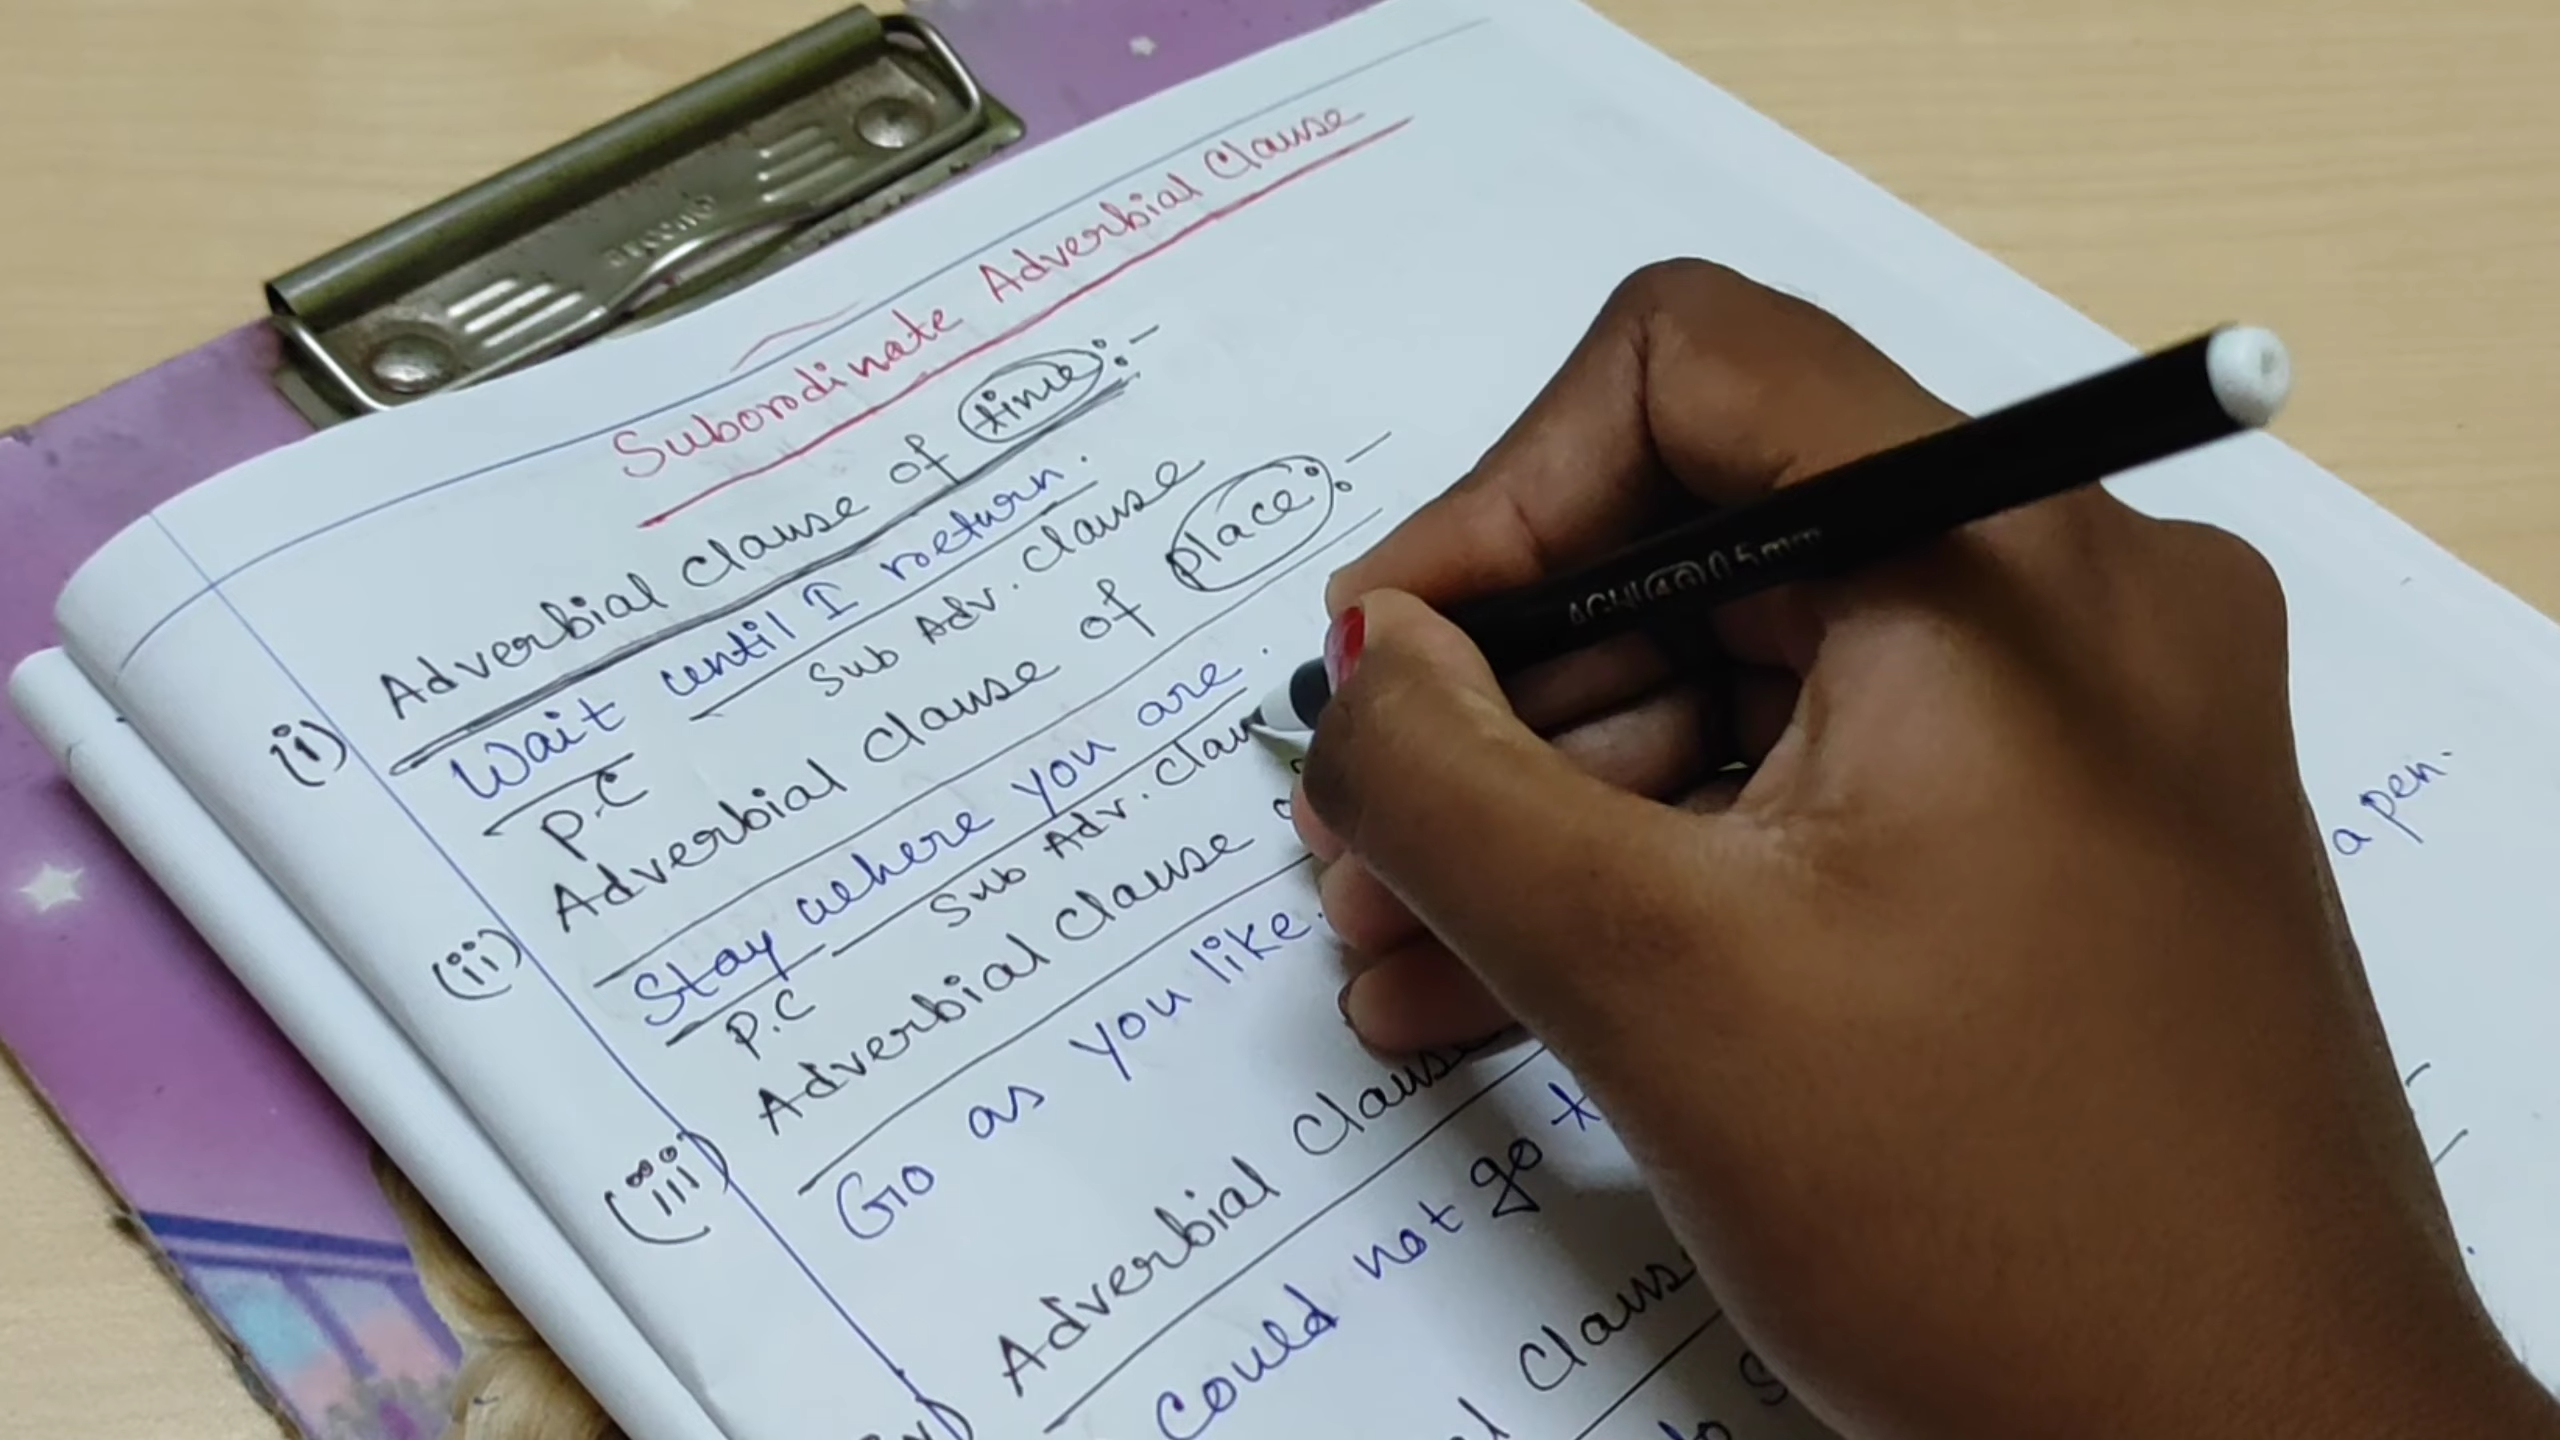 Subordinate Adverbial Clause
(i) Adverbial Clause of time:-
Wait until I return.
P.C Sub Adv. Clause
(ii) Adverbial Clause of place:-
Stay where you are.
P.C Sub Adv. Clau
(iii) Adverbial Clause
Go as you like.
Adverbial Clause
a pen.
could not go
Clause
0.5mm